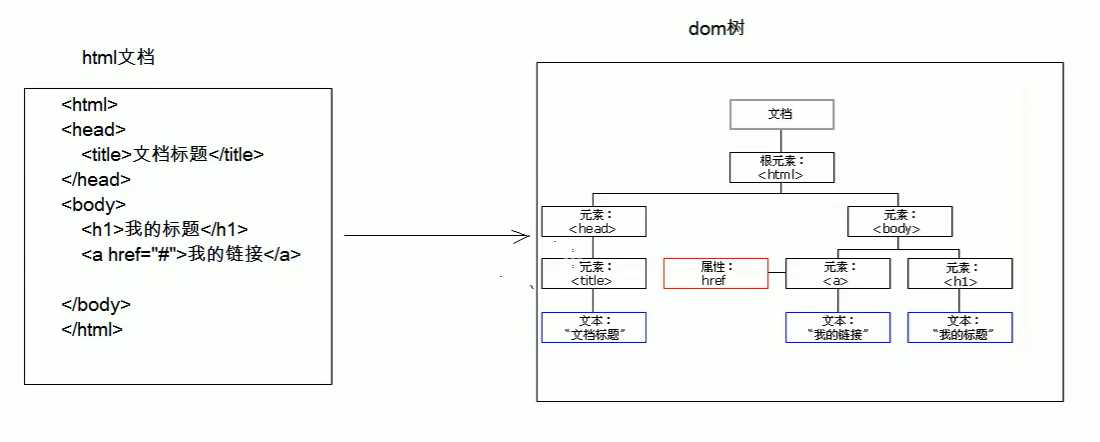 html文档
<html>
<head>
<title>文档标题</title>
</head>
<body>
<h1>我的标题</h1>
<a href="#">我的链接</a>
</body>
</html>
dom树
文档
根元素：
<html>
元素：
<head>
元素：
<body>
元素：
<title>
属性：
href
元素：
<a>
元素：
<h1>
文本：
“文档标题”
文本：
“我的链接”
文本：
“我的标题”